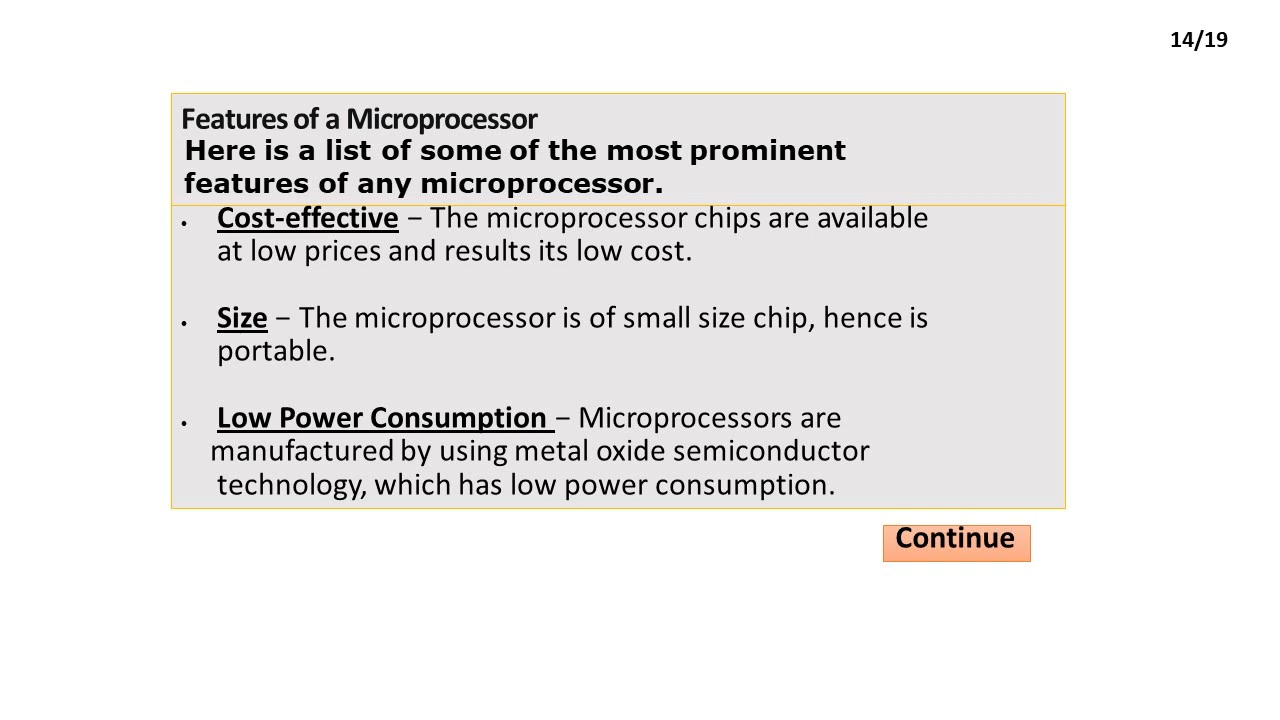 14/19
Features of a Microprocessor
Here is a list of some of the most prominent
features of any microprocessor.
• Cost-effective − The microprocessor chips are available
at low prices and results its low cost.
• Size − The microprocessor is of small size chip, hence is
portable.
• Low Power Consumption − Microprocessors are
manufactured by using metal oxide semiconductor
technology, which has low power consumption.
Continue